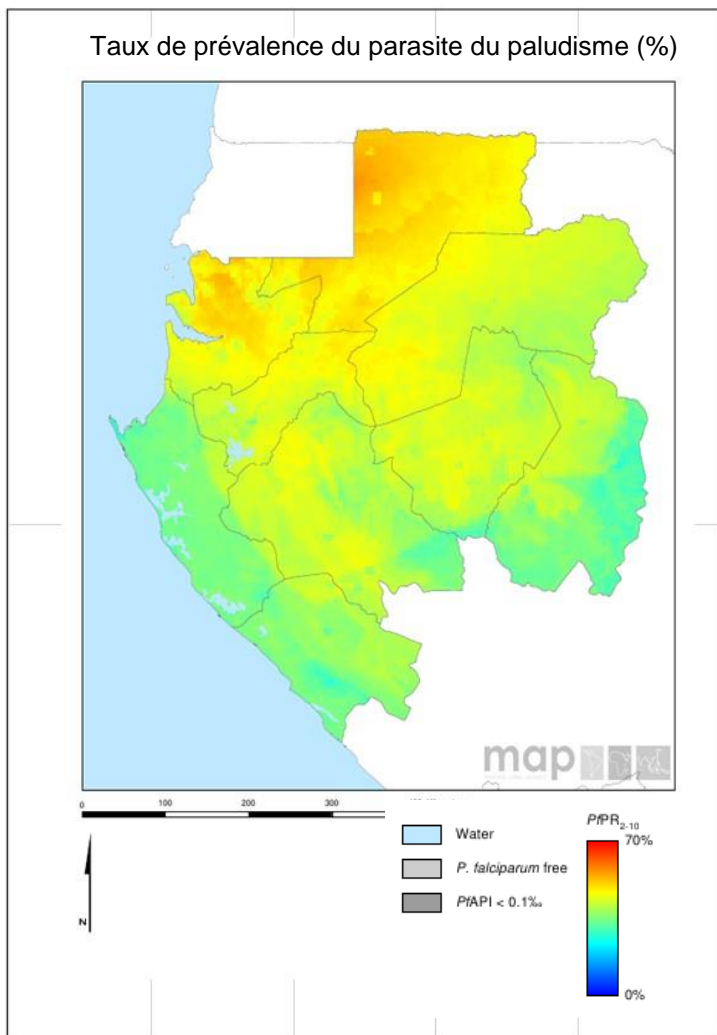 Taux de prévalence du parasite du paludisme (%)
map
0 100 200 300
Water
P. falciparum free
PfAPI < 0.1‰
PfPR2-10
70%
0%
N